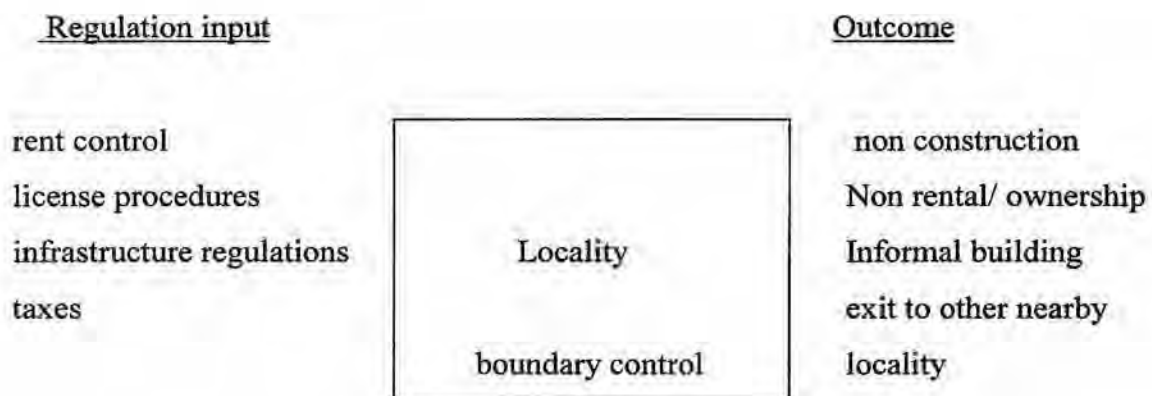 Regulation input
Outcome
rent control
license procedures
infrastructure regulations
taxes
Locality
boundary control
non construction
Non rental/ ownership
Informal building
exit to other nearby
locality